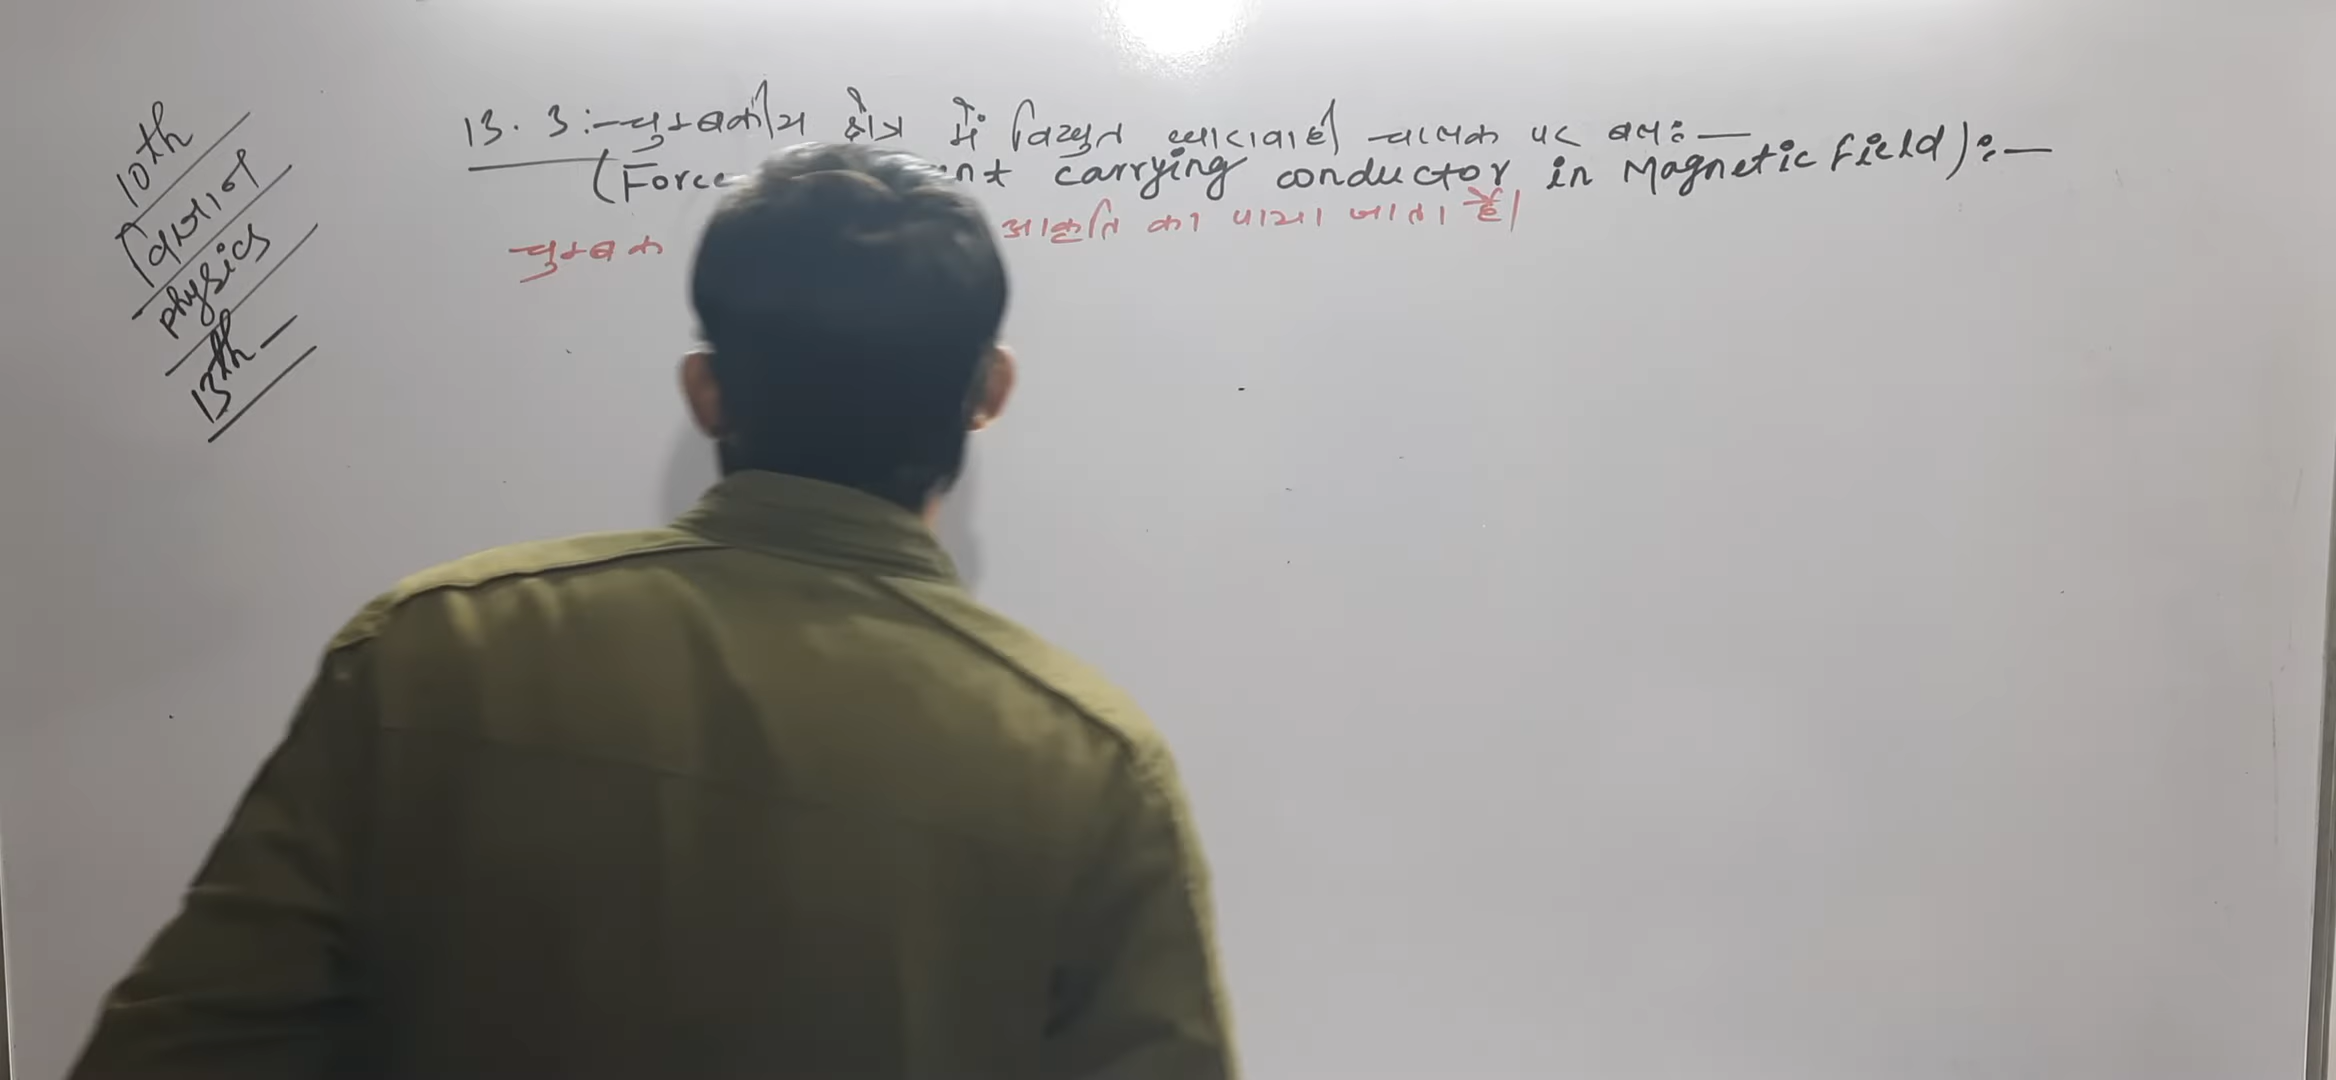 10th
विज्ञान
physics
13th
13.3:- चुम्बकीय क्षेत्र में विद्युत धारावाही चालक पर बल:-
(Force nt carrying conductor in Magnetic field):-
चुम्बक आकृति का पाया जाता है।